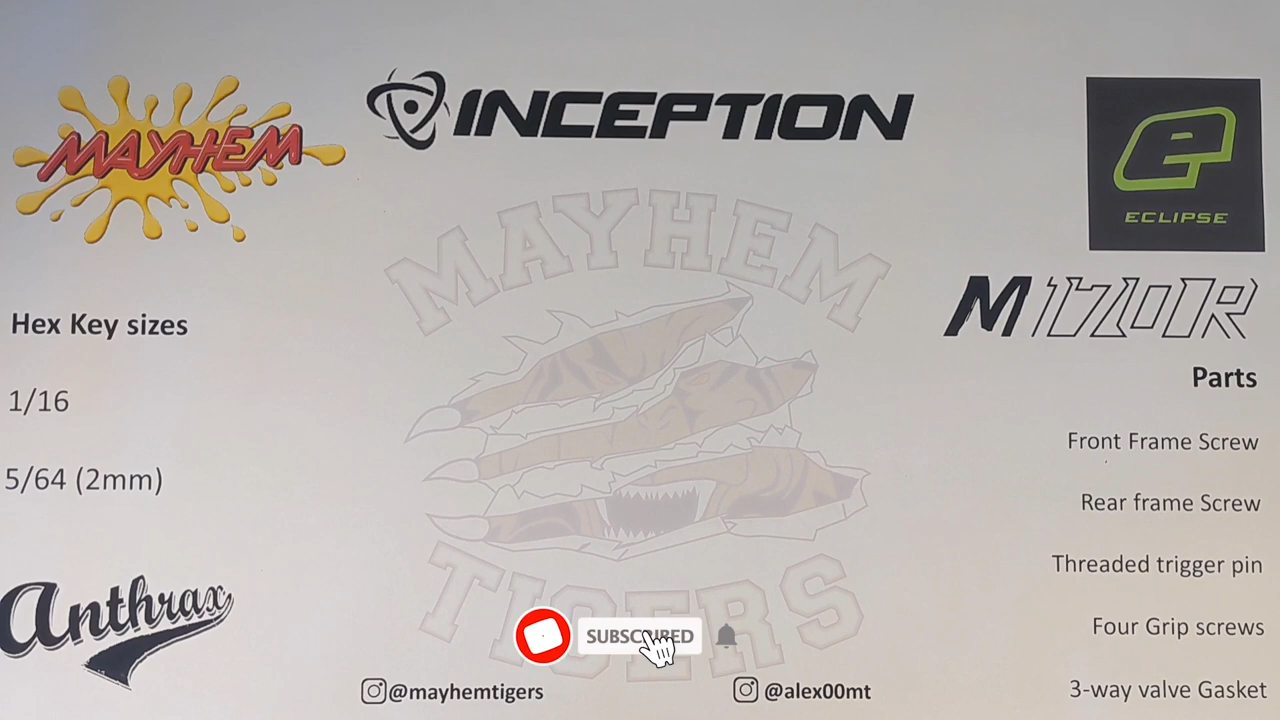 MAYHEM
INCEPTION
e
ECLIPSE
MAYHEM
TIGERS
Hex Key sizes
1/16
5/64 (2mm)
Anthrax
M170R
Parts
Front Frame Screw
Rear frame Screw
Threaded trigger pin
Four Grip screws
3-way valve Gasket
SUBSCRIBED
@mayhemtigers
@alex00mt